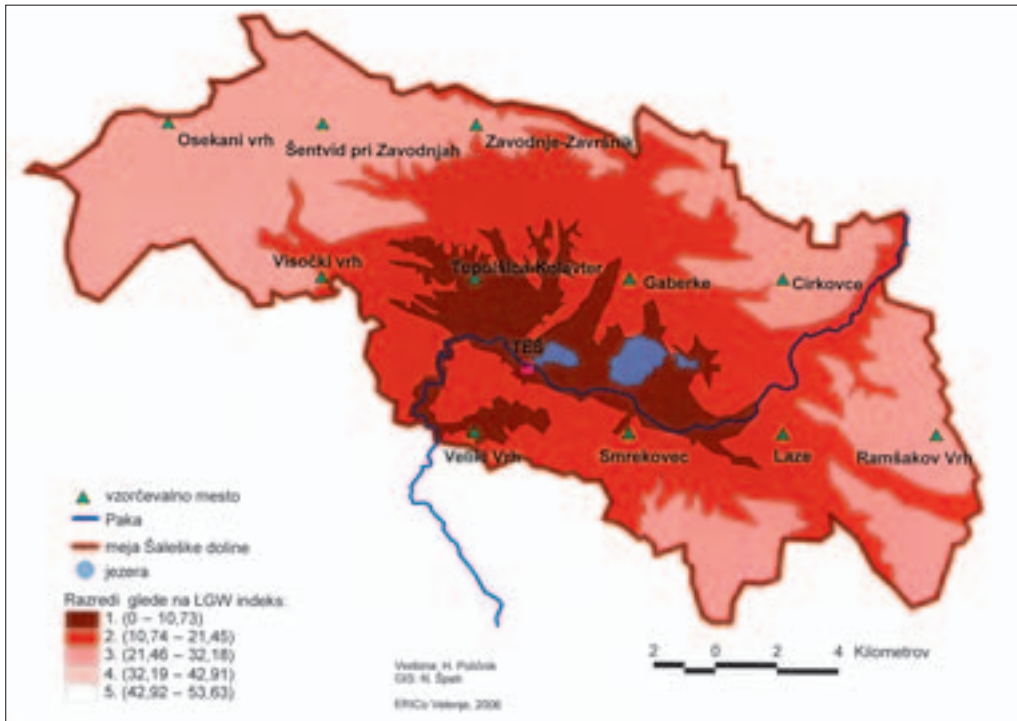 Osekani vrh
Šentvid pri Zavodnjah
Zavodnje-Završnik
Visočki vrh
Topolšica-Kolavter
Gaberke
Cirkovce
TEŠ
Veliki Vrh
Smrekovec
Laze
Ramšakov Vrh
vzorčevalno mesto
Paka
meja Šaleške doline
jezera
Razredi glede na LGW indeks:
1. (0 – 10,73)
2. (10,74 – 21,45)
3. (21,46 – 32,18)
4. (32,19 – 42,91)
5. (42,92 – 53,63)
2 0 2 4 Kilometrov
Vsebina: H. Poličnik
GIS: N. Špeh
ERICo Velenje, 2006